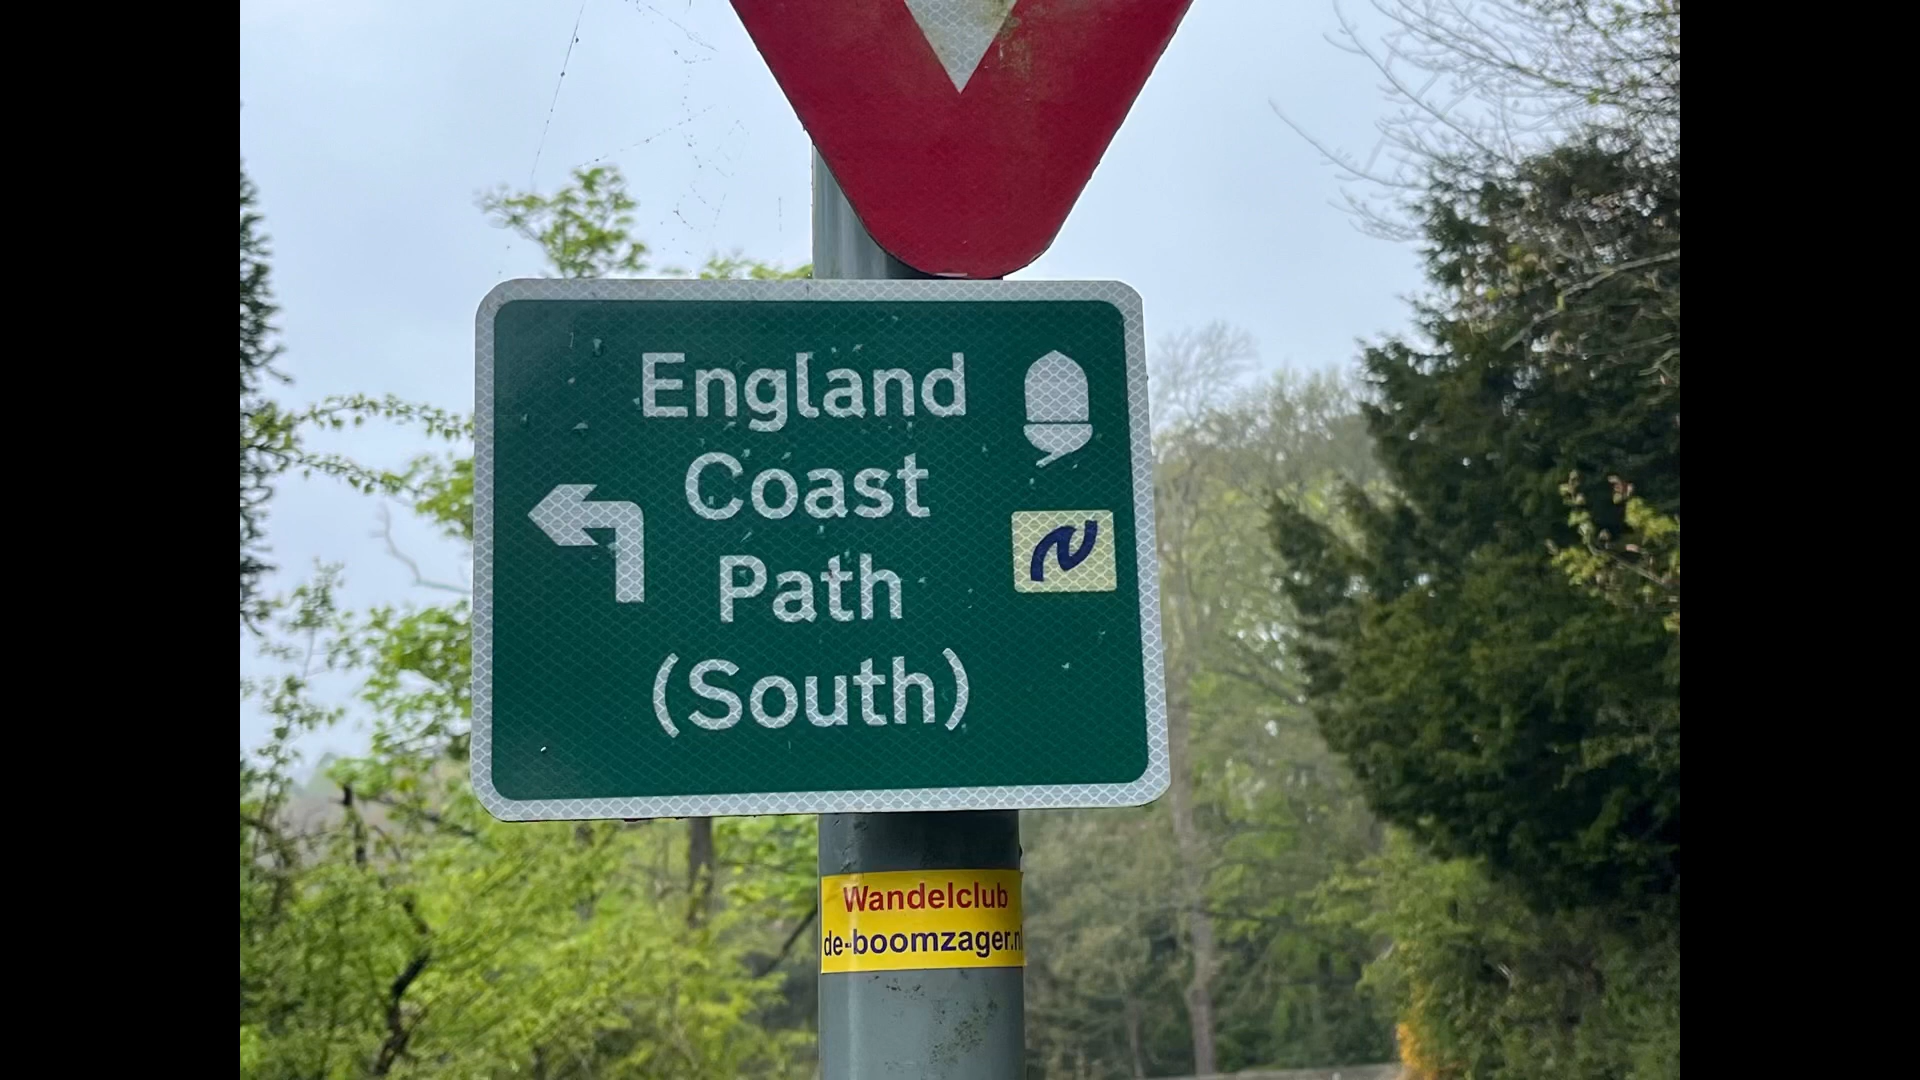 England
Coast
Path
(South)
Wandelclub
de-boomzager.nl